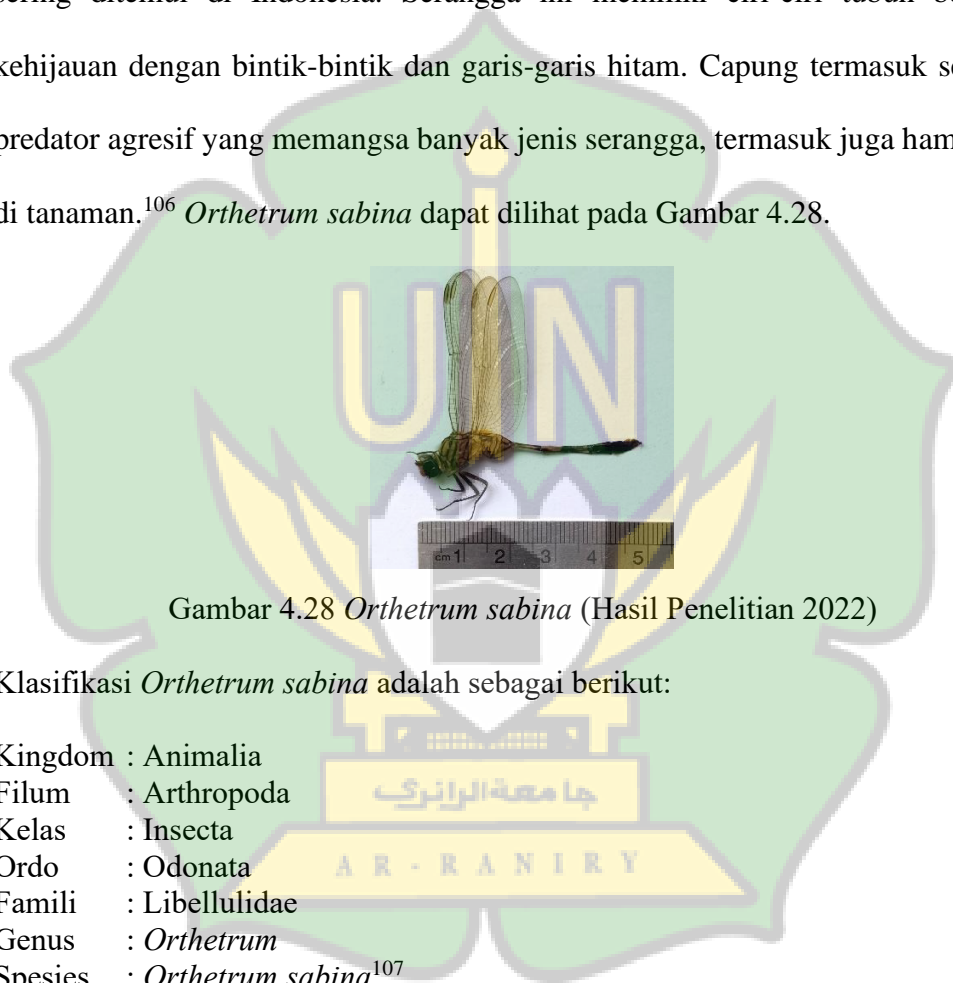 kehijauan dengan bintik-bintik dan garis-garis hitam. Capung termasuk
predator agresif yang memangsa banyak jenis serangga, termasuk juga
di tanaman.106 Orthetrum sabina dapat dilihat pada Gambar 4.28.
UIN
cm 1 2 3 4 5
Gambar 4.28 Orthetrum sabina (Hasil Penelitian 2022)
Klasifikasi Orthetrum sabina adalah sebagai berikut:
Kingdom : Animalia
Filum : Arthropoda
جامعة الرانري
Kelas : Insecta
Ordo : Odonata
AR-RANIRY
Famili : Libellulidae
Genus : Orthetrum
Spesies : Orthetrum sabina107